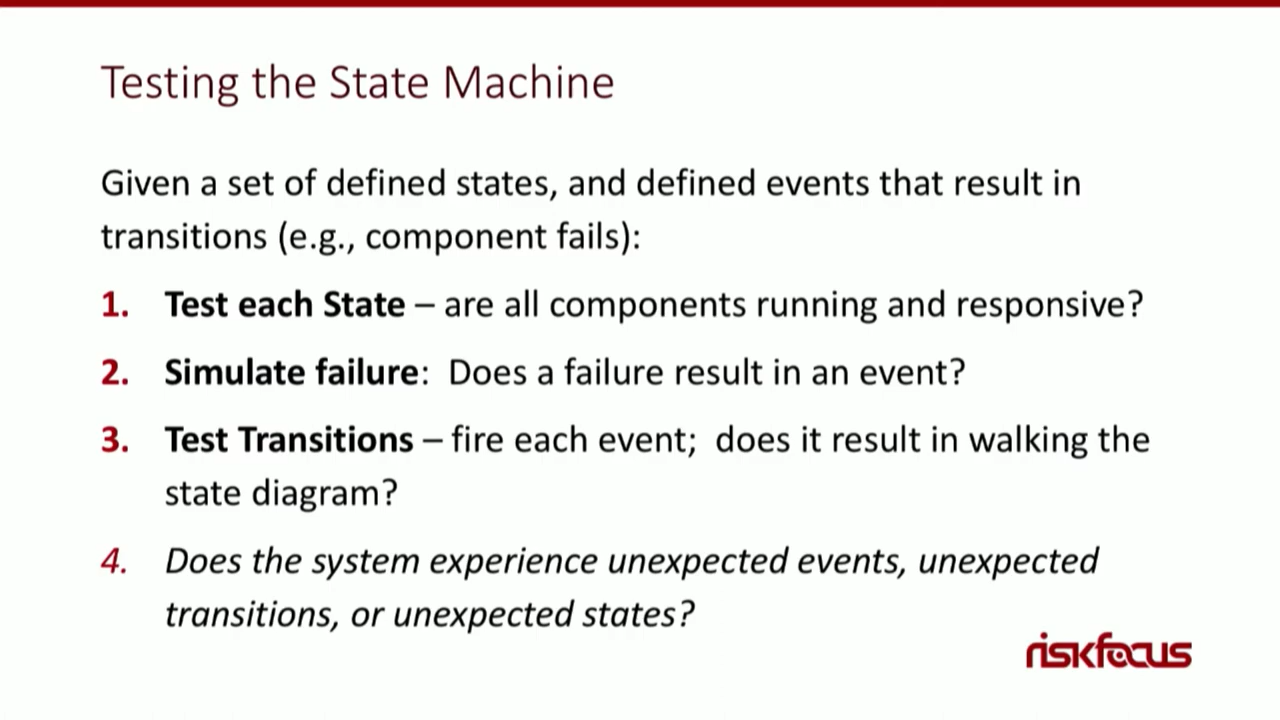 Testing the State Machine
Given a set of defined states, and defined events that result in
transitions (e.g., component fails):
1. Test each State – are all components running and responsive?
2. Simulate failure:  Does a failure result in an event?
3. Test Transitions – fire each event;  does it result in walking the
state diagram?
4. Does the system experience unexpected events, unexpected
transitions, or unexpected states?
riskfocus